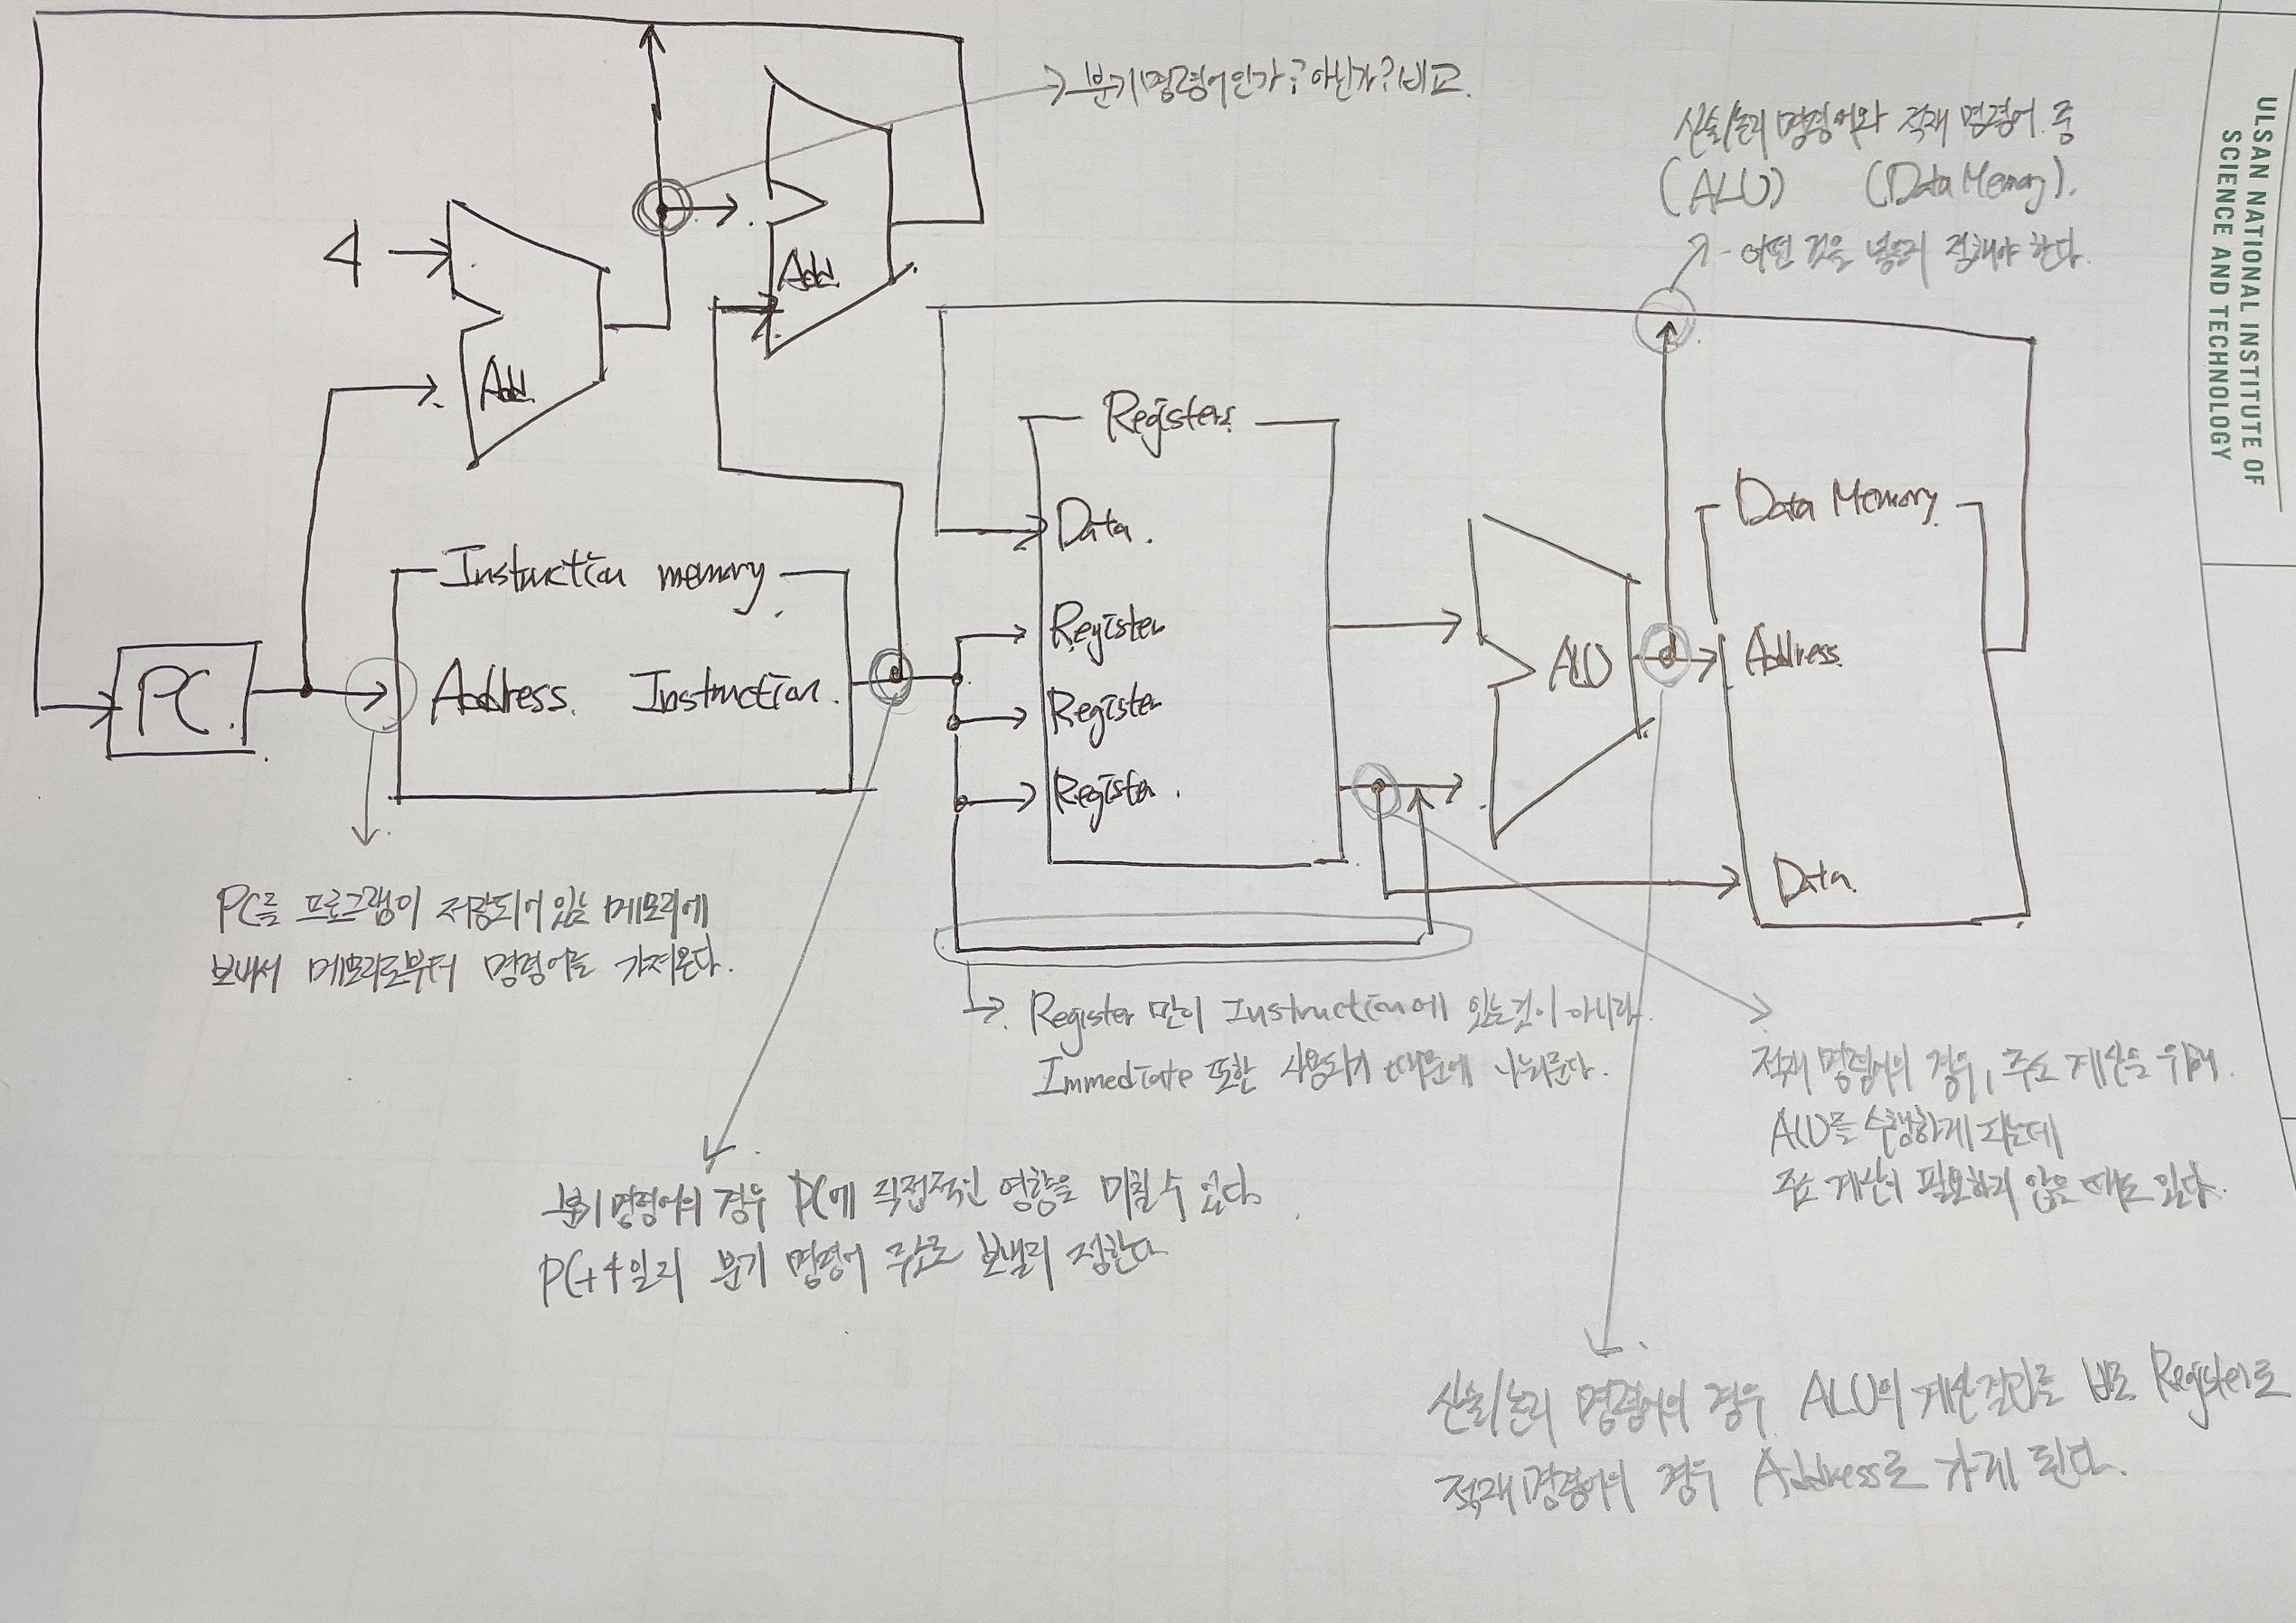 분기 명령어인가? 아닌가? 비교.
산술/논리 명령어와 적재 명령어 중
(ALU) (Data Memory).
어떤 것을 넣을지 정해야 한다.
ULSAN NATIONAL INSTITUTE OF
SCIENCE AND TECHNOLOGY
4
Add.
Add.
Registers
Data.
Register
Register
Register.
Instruction memory
Address. Instruction.
PC
ALU
Data Memory
Address.
Data.
PC를 프로그램이 저장되어 있는 메모리에
보내서 메모리로부터 명령어를 가져온다.
Register 만이 Instruction에 있는 것이 아니라
Immediate 또한 사용되기 때문에 나눠준다.
적재 명령어의 경우, 주소 계산을 위해
ALU를 수행하게 되는데
주소 계산이 필요하지 않을 때도 있다.
분기 명령어의 경우 PC에 직접적인 영향을 미칠 수 있다.
PC+4일지 분기 명령어 주소로 보낼지 정한다
산술/논리 명령어의 경우 ALU의 계산 결과를 바로 Register로
적재 명령어의 경우 Address로 가게 된다.